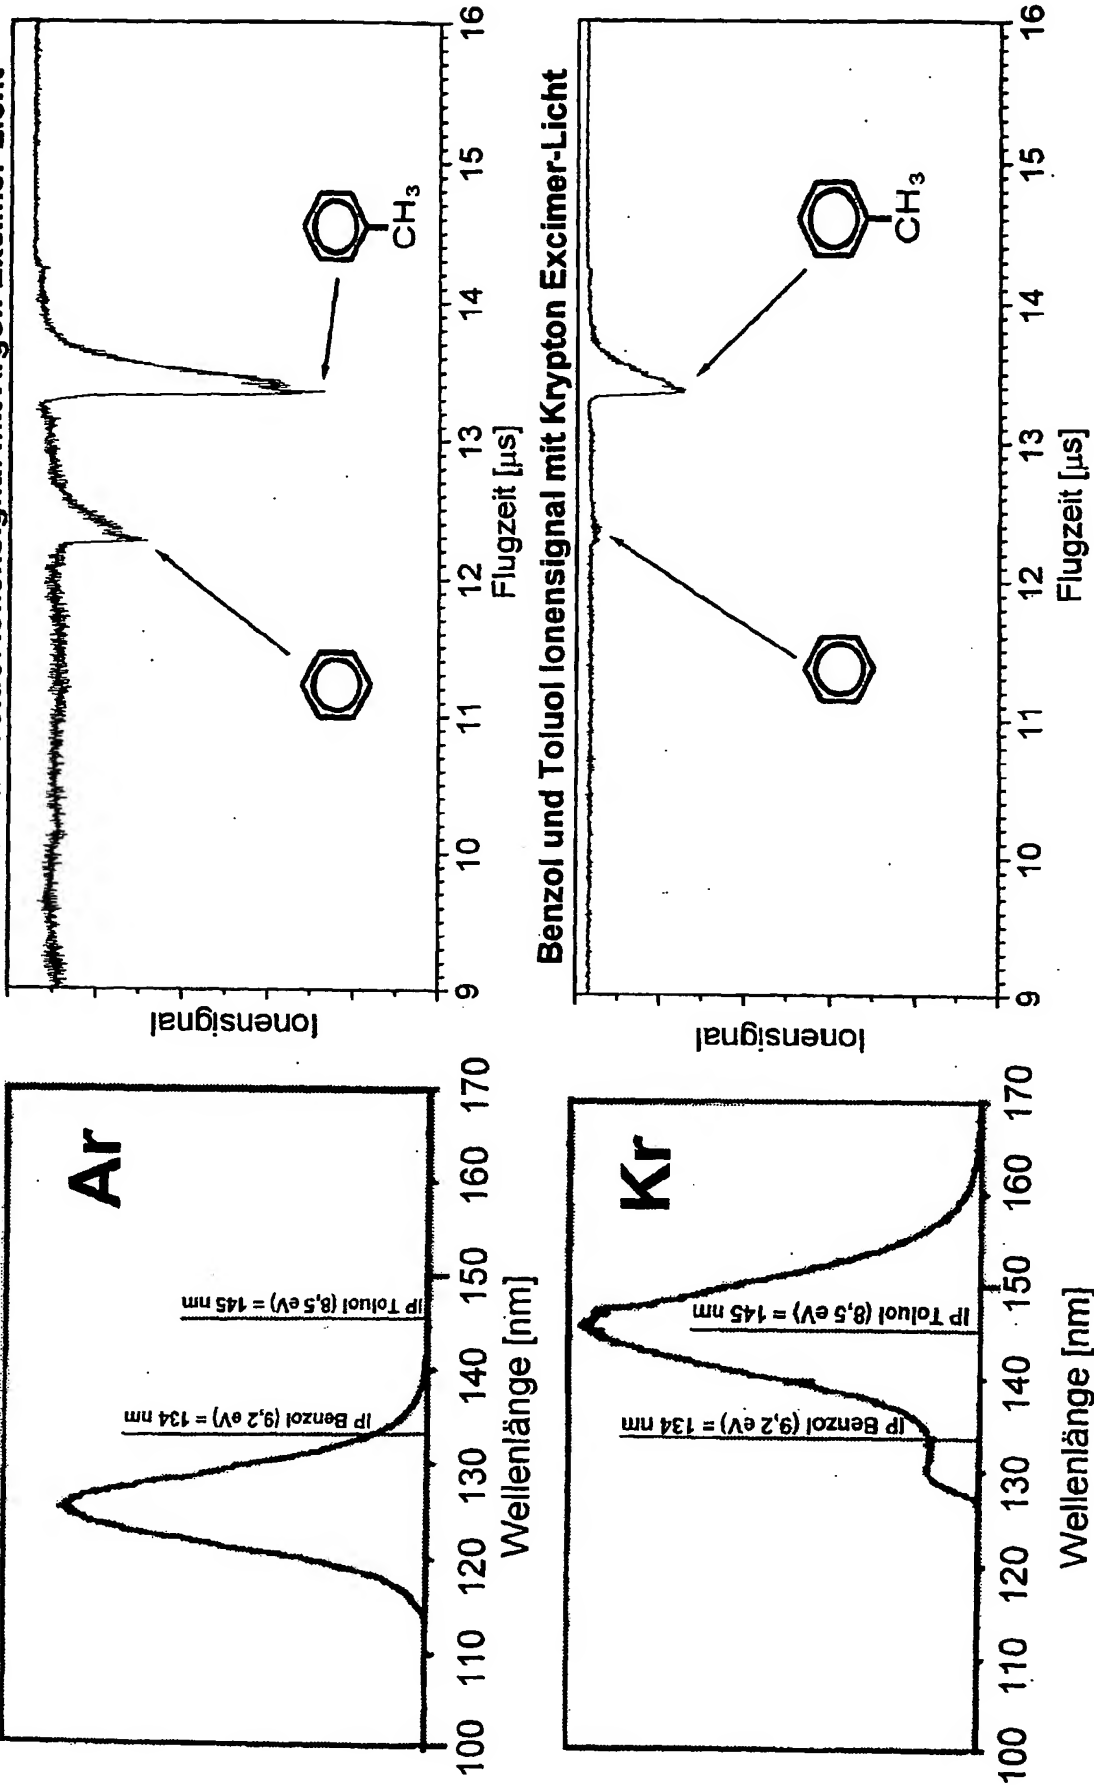 Ar
IP Benzol (9,2 eV) = 134 nm
IP Toluol (8,5 eV) = 145 nm
100 110 120 130 140 150 160 170
Wellenlänge [nm]
Ionensignal
CH3
9 10 11 12 13 14 15 16
Flugzeit [µs]
Kr
IP Benzol (9,2 eV) = 134 nm
IP Toluol (8,5 eV) = 145 nm
100 110 120 130 140 150 160 170
Wellenlänge [nm]
Benzol und Toluol Ionensignal mit Krypton Excimer-Licht
Ionensignal
CH3
9 10 11 12 13 14 15 16
Flugzeit [µs]